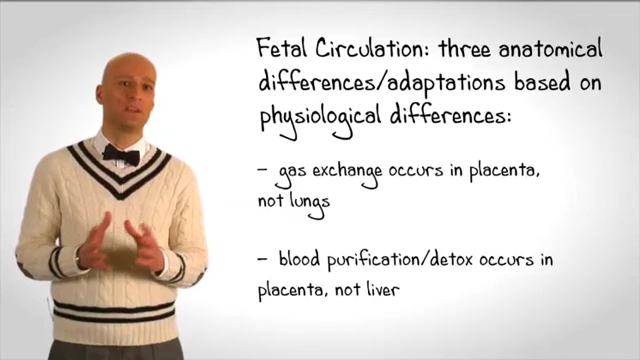 Fetal Circulation: three anatomical
differences/adaptations based on
physiological differences:
- gas exchange occurs in placenta,
not lungs
- blood purification/detox occurs in
placenta, not liver